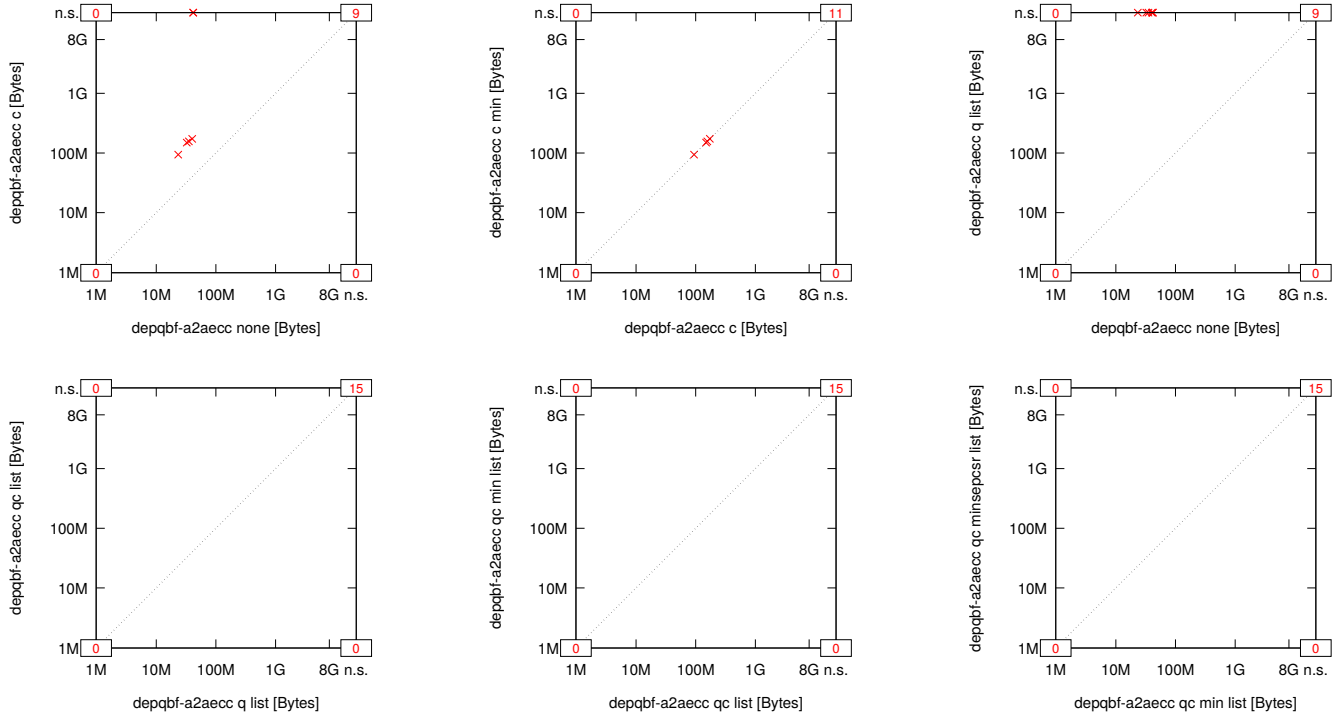 n.s. 0 9
8G
1G
100M
10M
1M 0 0
1M 10M 100M 1G 8G n.s.
depqbf-a2aecc none [Bytes]
depqbf-a2aecc c [Bytes]
n.s. 0 11
8G
1G
100M
10M
1M 0 0
1M 10M 100M 1G 8G n.s.
depqbf-a2aecc c [Bytes]
depqbf-a2aecc c min [Bytes]
n.s. 0 9
8G
1G
100M
10M
1M 0 0
1M 10M 100M 1G 8G n.s.
depqbf-a2aecc none [Bytes]
depqbf-a2aecc q list [Bytes]
n.s. 0 15
8G
1G
100M
10M
1M 0 0
1M 10M 100M 1G 8G n.s.
depqbf-a2aecc q list [Bytes]
depqbf-a2aecc qc list [Bytes]
n.s. 0 15
8G
1G
100M
10M
1M 0 0
1M 10M 100M 1G 8G n.s.
depqbf-a2aecc qc list [Bytes]
depqbf-a2aecc qc min list [Bytes]
n.s. 0 15
8G
1G
100M
10M
1M 0 0
1M 10M 100M 1G 8G n.s.
depqbf-a2aecc qc min list [Bytes]
depqbf-a2aecc qc minsepcsr list [Bytes]